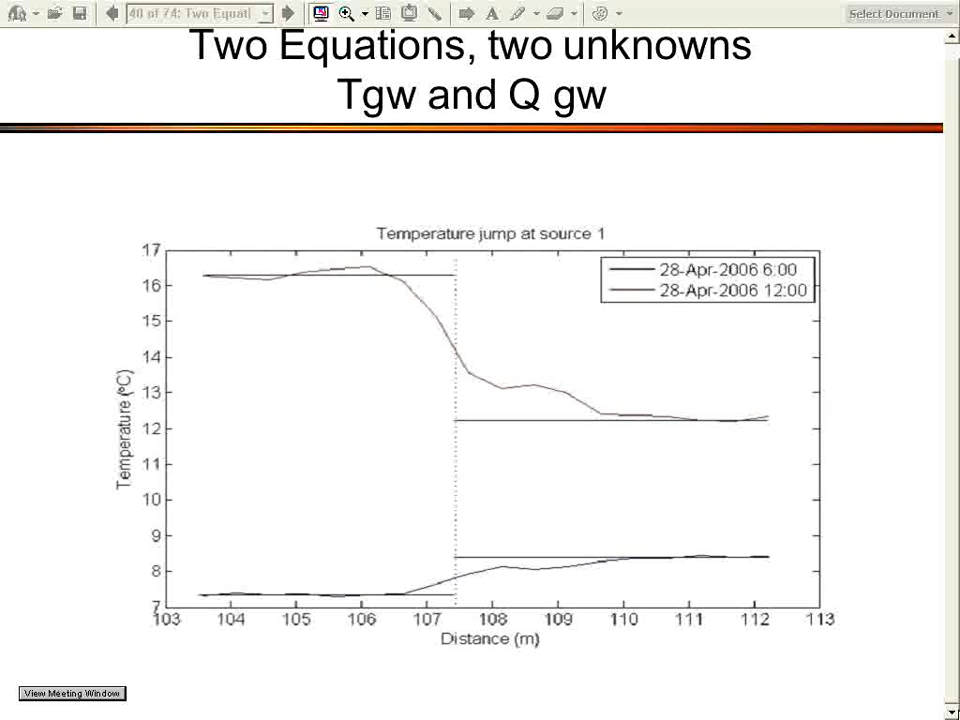 40 of 74: Two Equati
Select Document
Two Equations, two unknowns
Tgw and Q gw
Temperature jump at source 1
28-Apr-2006 6:00
28-Apr-2006 12:00
17
16
15
14
13
12
11
10
9
8
7
Temperature (ºC)
103 104 105 106 107 108 109 110 111 112 113
Distance (m)
View Meeting Window